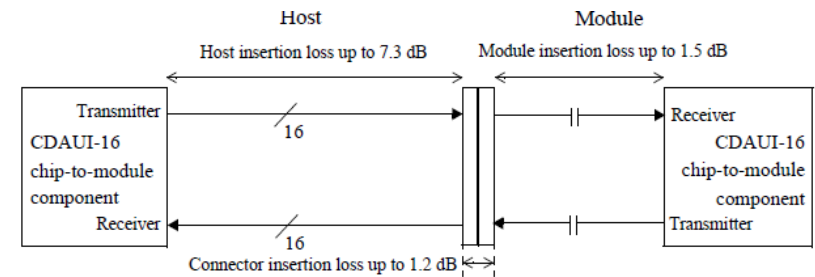 Host
Module
Host insertion loss up to 7.3 dB
Module insertion loss up to 1.5 dB
Transmitter
16
CDAUI-16
chip-to-module
component
Receiver
16
Receiver
CDAUI-16
chip-to-module
component
Transmitter
Connector insertion loss up to 1.2 dB